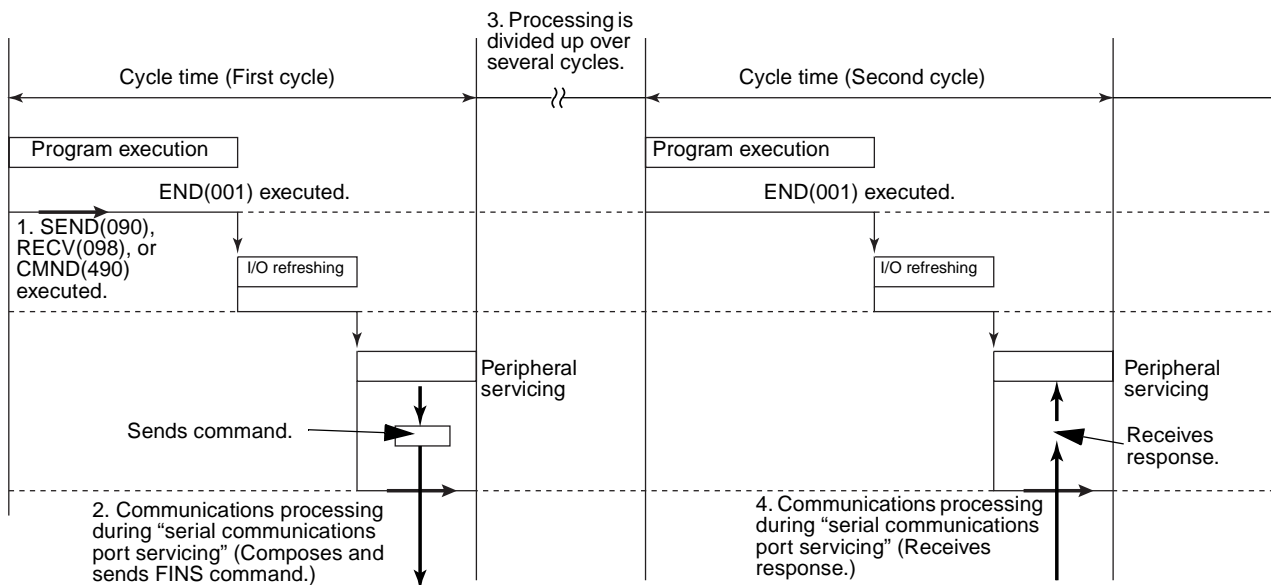 3. Processing is
divided up over
several cycles.
Cycle time (First cycle)
Cycle time (Second cycle)
Program execution
Program execution
END(001) executed.
END(001) executed.
1. SEND(090),
RECV(098), or
CMND(490)
executed.
I/O refreshing
I/O refreshing
Peripheral
servicing
Peripheral
servicing
Sends command.
Receives
response.
2. Communications processing
during “serial communications
port servicing” (Composes and
sends FINS command.)
4. Communications processing
during “serial communications
port servicing” (Receives
response.)